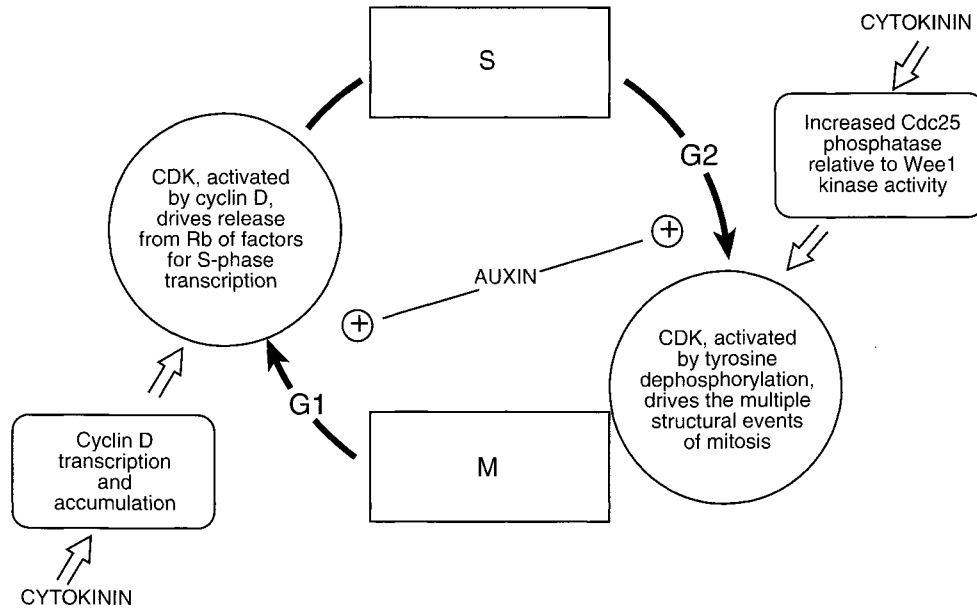 CYTOKININ
S
Increased Cdc25
phosphatase
relative to Wee1
kinase activity
G2
CDK, activated
by cyclin D,
drives release
from Rb of factors
for S-phase
transcription
+
AUXIN
+
CDK, activated
by tyrosine
dephosphorylation,
drives the multiple
structural events
of mitosis
G1
M
Cyclin D
transcription
and
accumulation
CYTOKININ